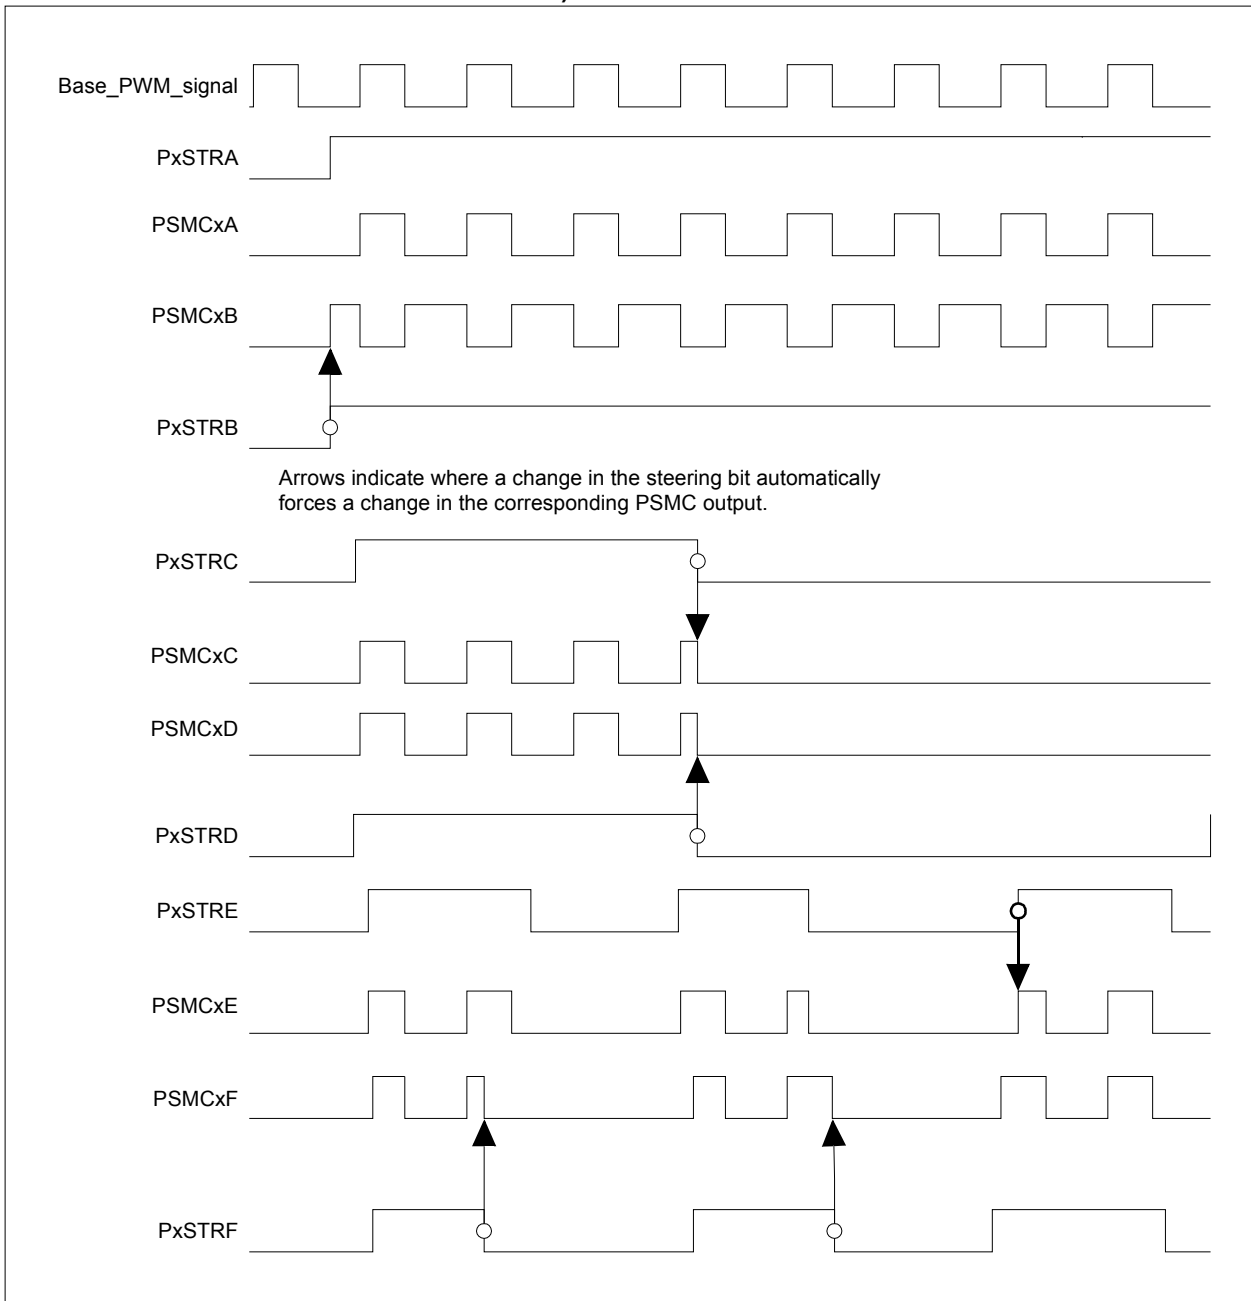 Base_PWM_signal
PxSTRA
PSMCxA
PSMCxB
PxSTRB
Arrows indicate where a change in the steering bit automatically
forces a change in the corresponding PSMC output.
PxSTRC
PSMCxC
PSMCxD
PxSTRD
PxSTRE
PSMCxE
PSMCxF
PxSTRF